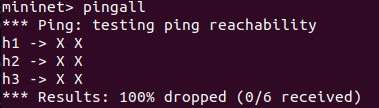 mininet> pingall
*** Ping: testing ping reachability
h1 -> X X
h2 -> X X
h3 -> X X
*** Results: 100% dropped (0/6 received)